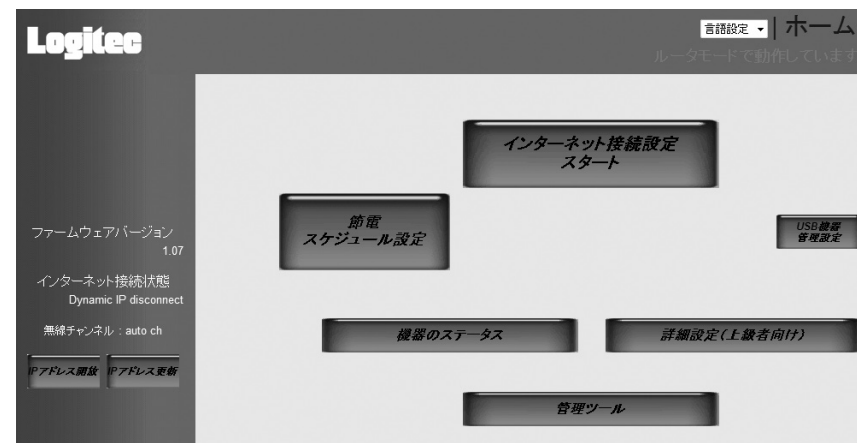 Logitec
言語設定
| ホーム
ルータモードで動作しています
インターネット接続設定
スタート
節電
スケジュール設定
USB機器
管理設定
ファームウェアバージョン
1.07
インターネット接続状態
Dynamic IP disconnect
無線チャンネル : auto ch
機器のステータス
詳細設定(上級者向け)
IPアドレス開放
IPアドレス更新
管理ツール